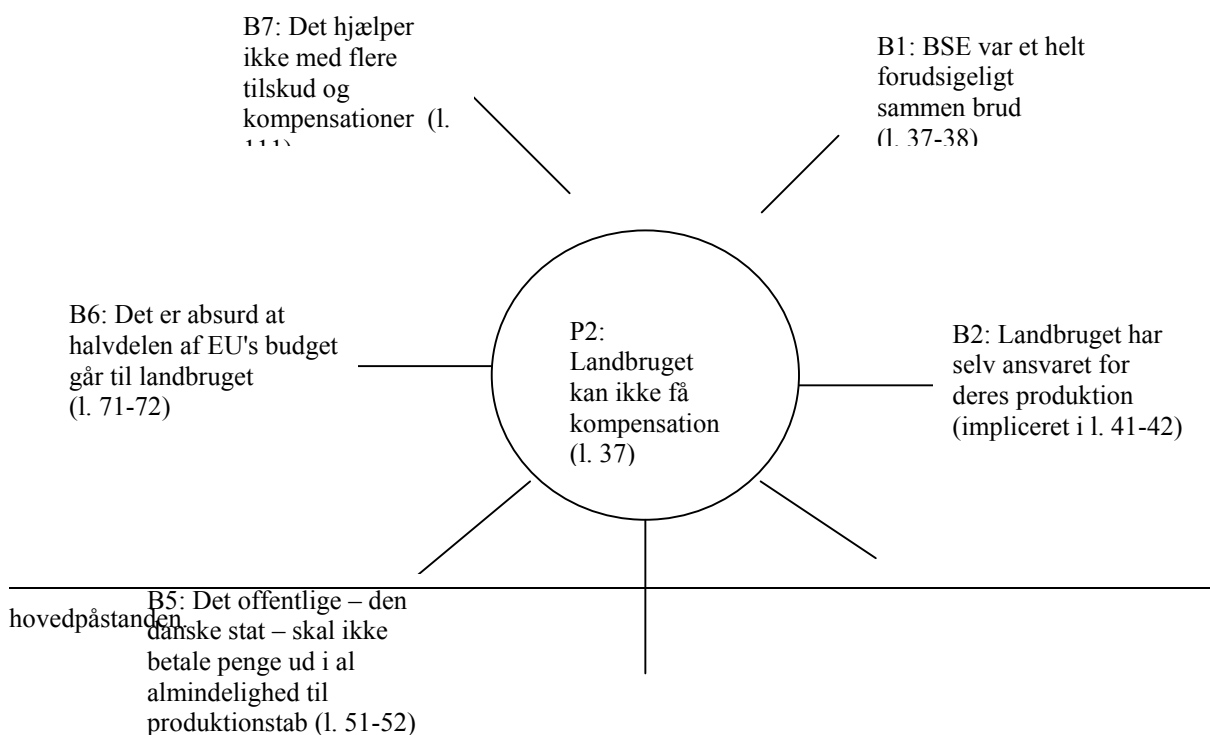 B7: Det hjælper
ikke med flere
tilskud og
kompensationer (l.
111)
B1: BSE var et helt
forudsigeligt
sammen brud
(l. 37-38)
B6: Det er absurd at
halvdelen af EU's budget
går til landbruget
(l. 71-72)
P2:
Landbruget
kan ikke få
kompensation
(l. 37)
B2: Landbruget har
selv ansvaret for
deres produktion
(impliceret i l. 41-42)
hovedpåstanden.
B5: Det offentlige – den
danske stat – skal ikke
betale penge ud i al
almindelighed til
produktionstab (l. 51-52)